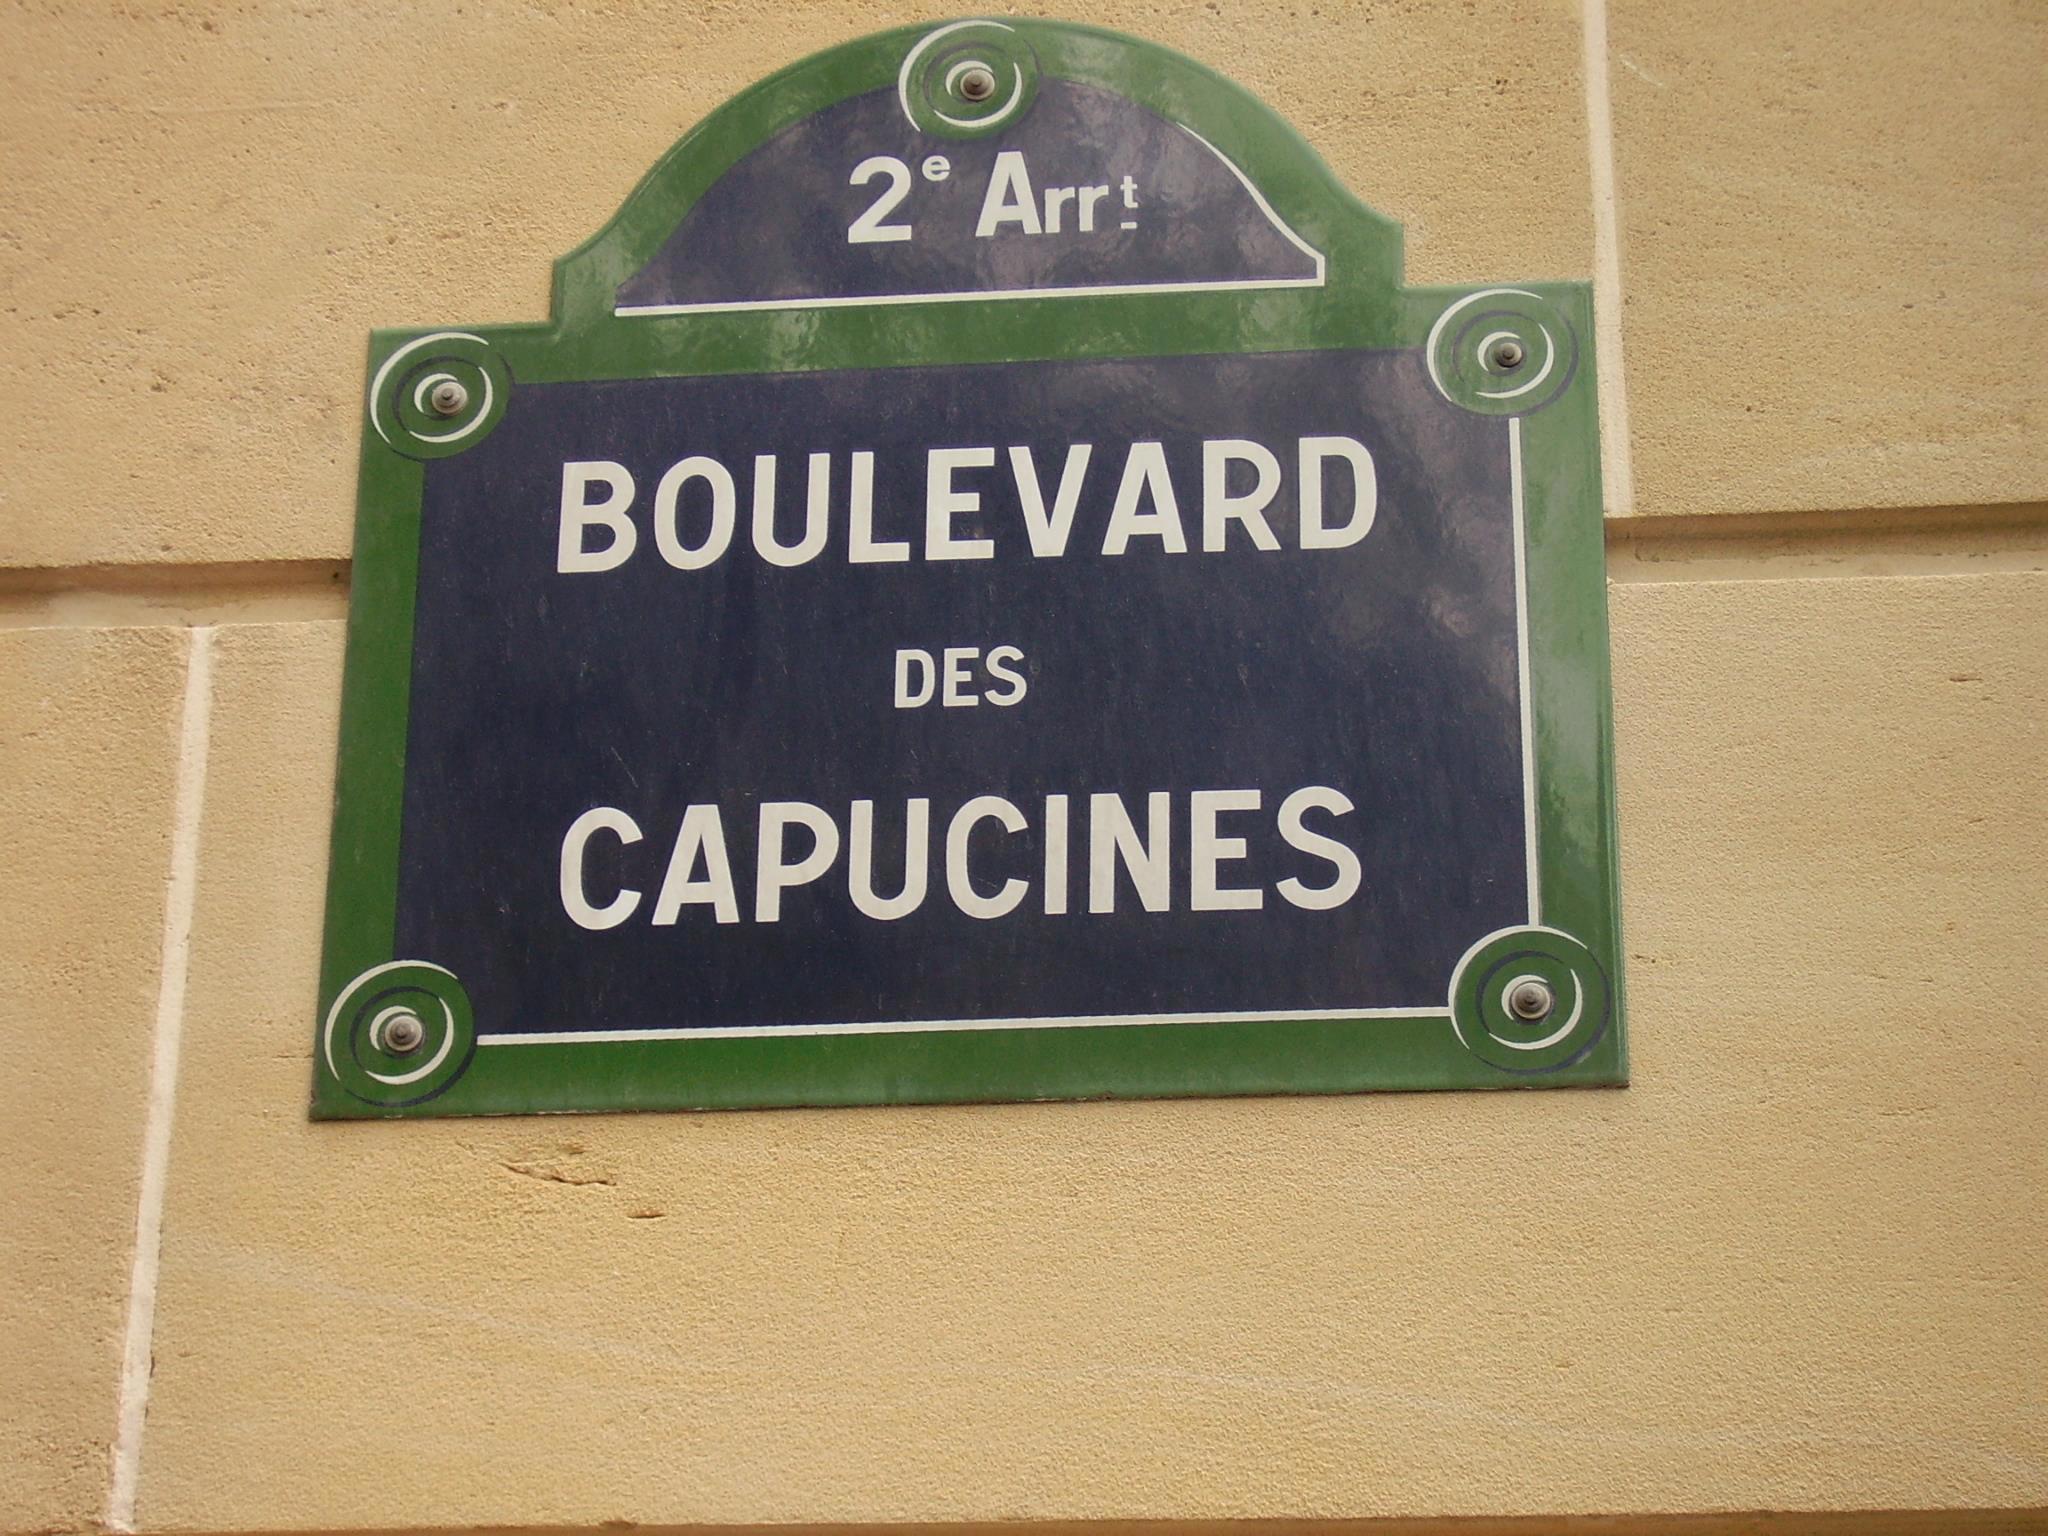 2e Arrt
BOULEVARD
DES
CAPUCINES